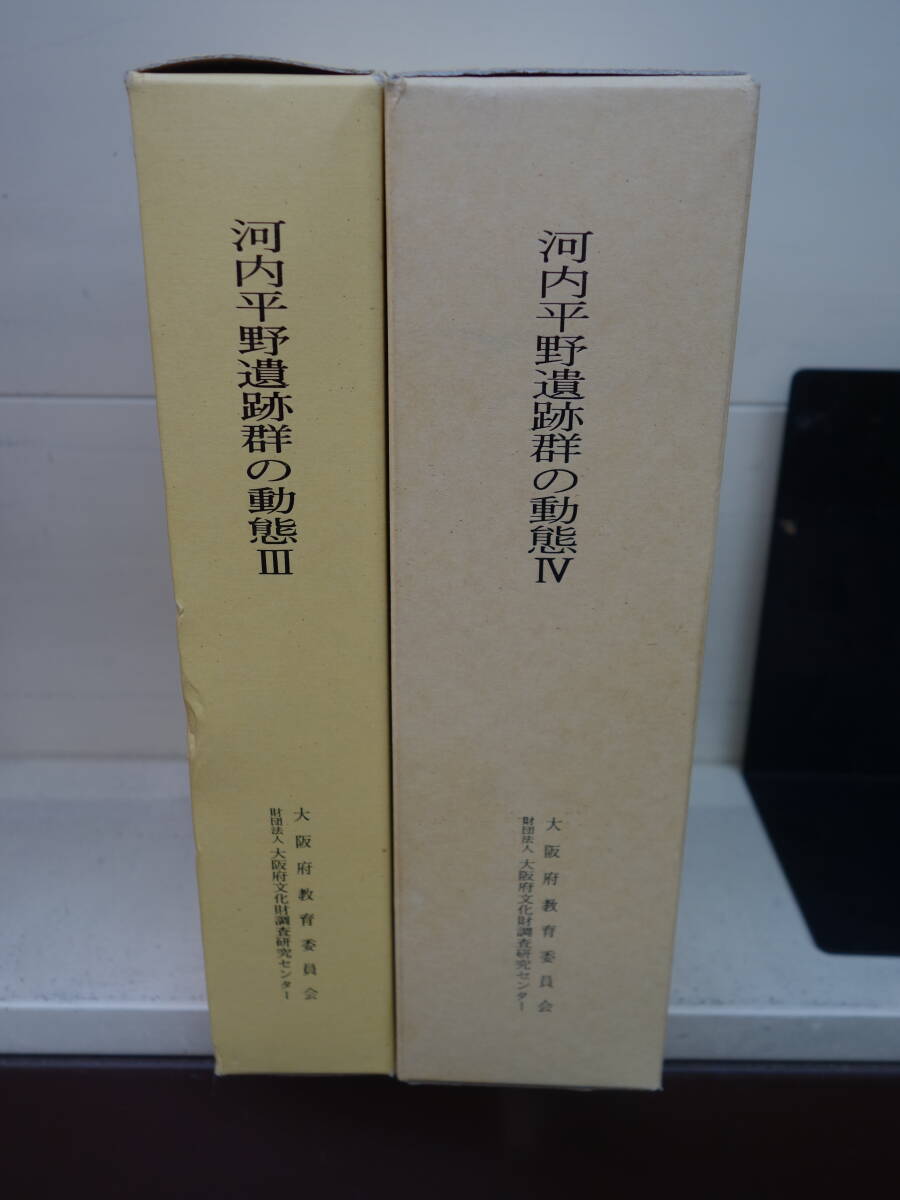 河内平野遺跡群の動態Ⅲ
大阪府教育委員会
財団法人 大阪府文化財調査研究センター
河内平野遺跡群の動態Ⅳ
大阪府教育委員会
財団法人 大阪府文化財調査研究センター